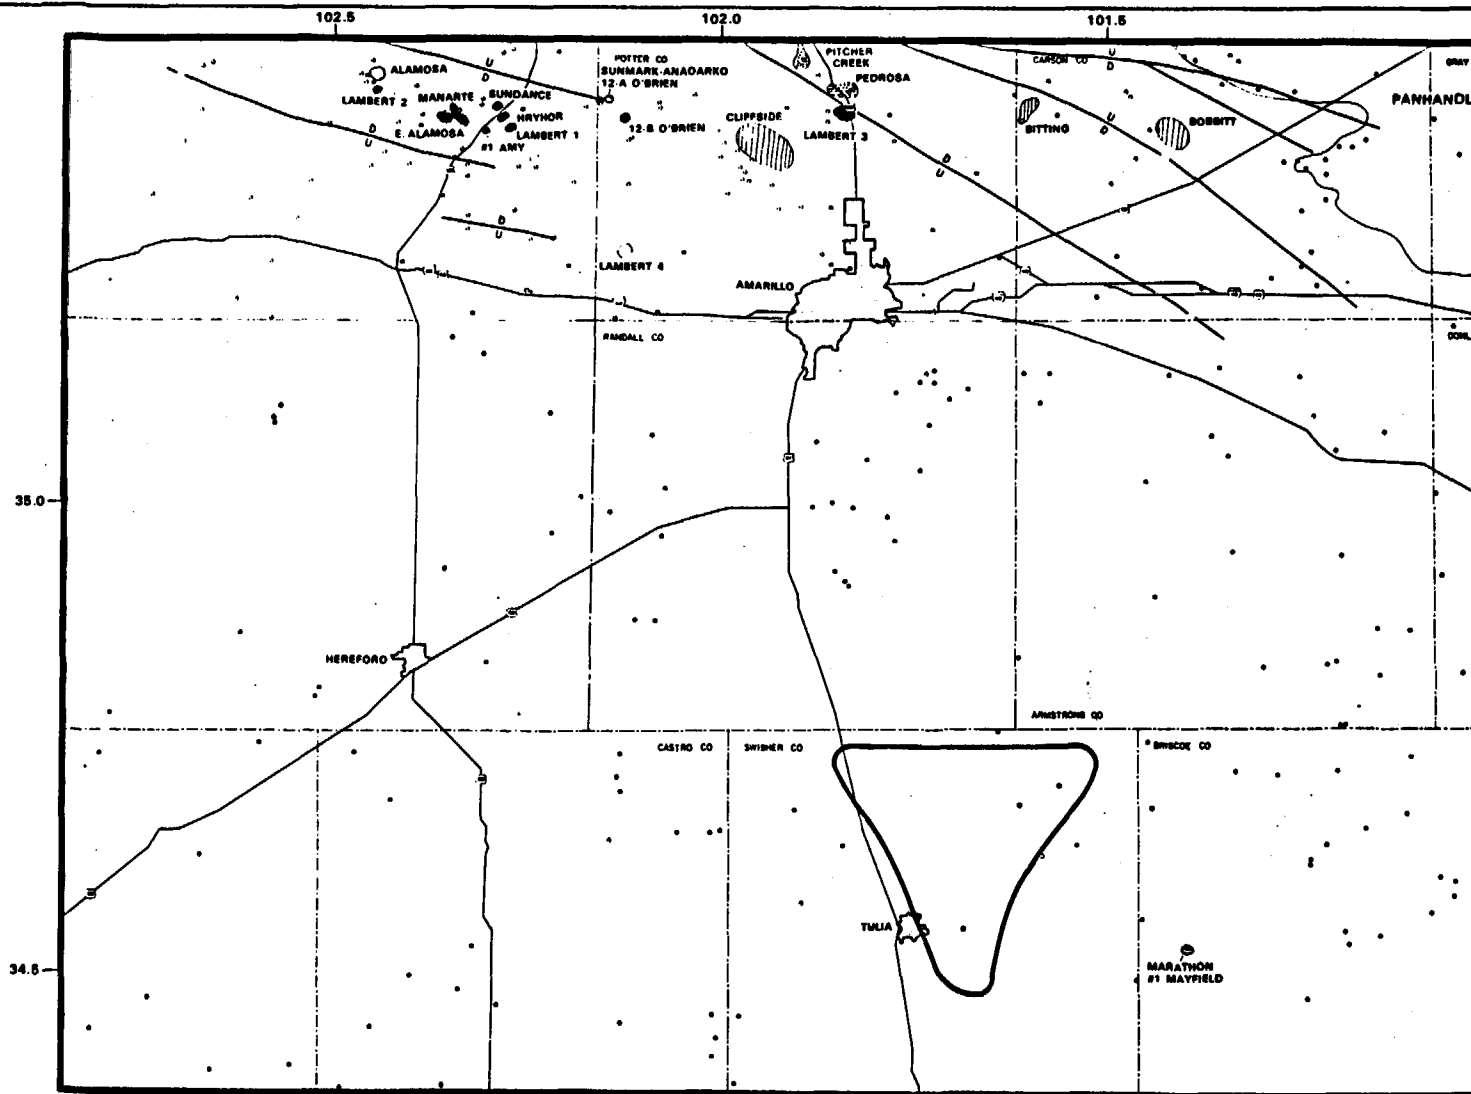 102.5
102.0
101.5
POTTER CO
SUNMARK-ANADARKO
12-A O'BRIEN
PITCHER
CREEK
PEDROSA
CARSON CO
GRAY
U
D
U
D
ALAMOSA
LAMBERT 2
MANARTE
SUNDANCE
PANHANDL
HRYHOR
E. ALAMOSA
LAMBERT 1
#1 AMY
12-B O'BRIEN
CLIFFSIDE
LAMBERT 3
BITTING
BOBBITT
D
U
D
U
D
U
D
U
LAMBERT 4
AMARILLO
RANDALL CO
35.0
HEREFORD
ARMSTRONG CO
CASTRO CO
SWISHER CO
BRISCOE CO
TULIA
34.5
MARATHON
#1 MAYFIELD